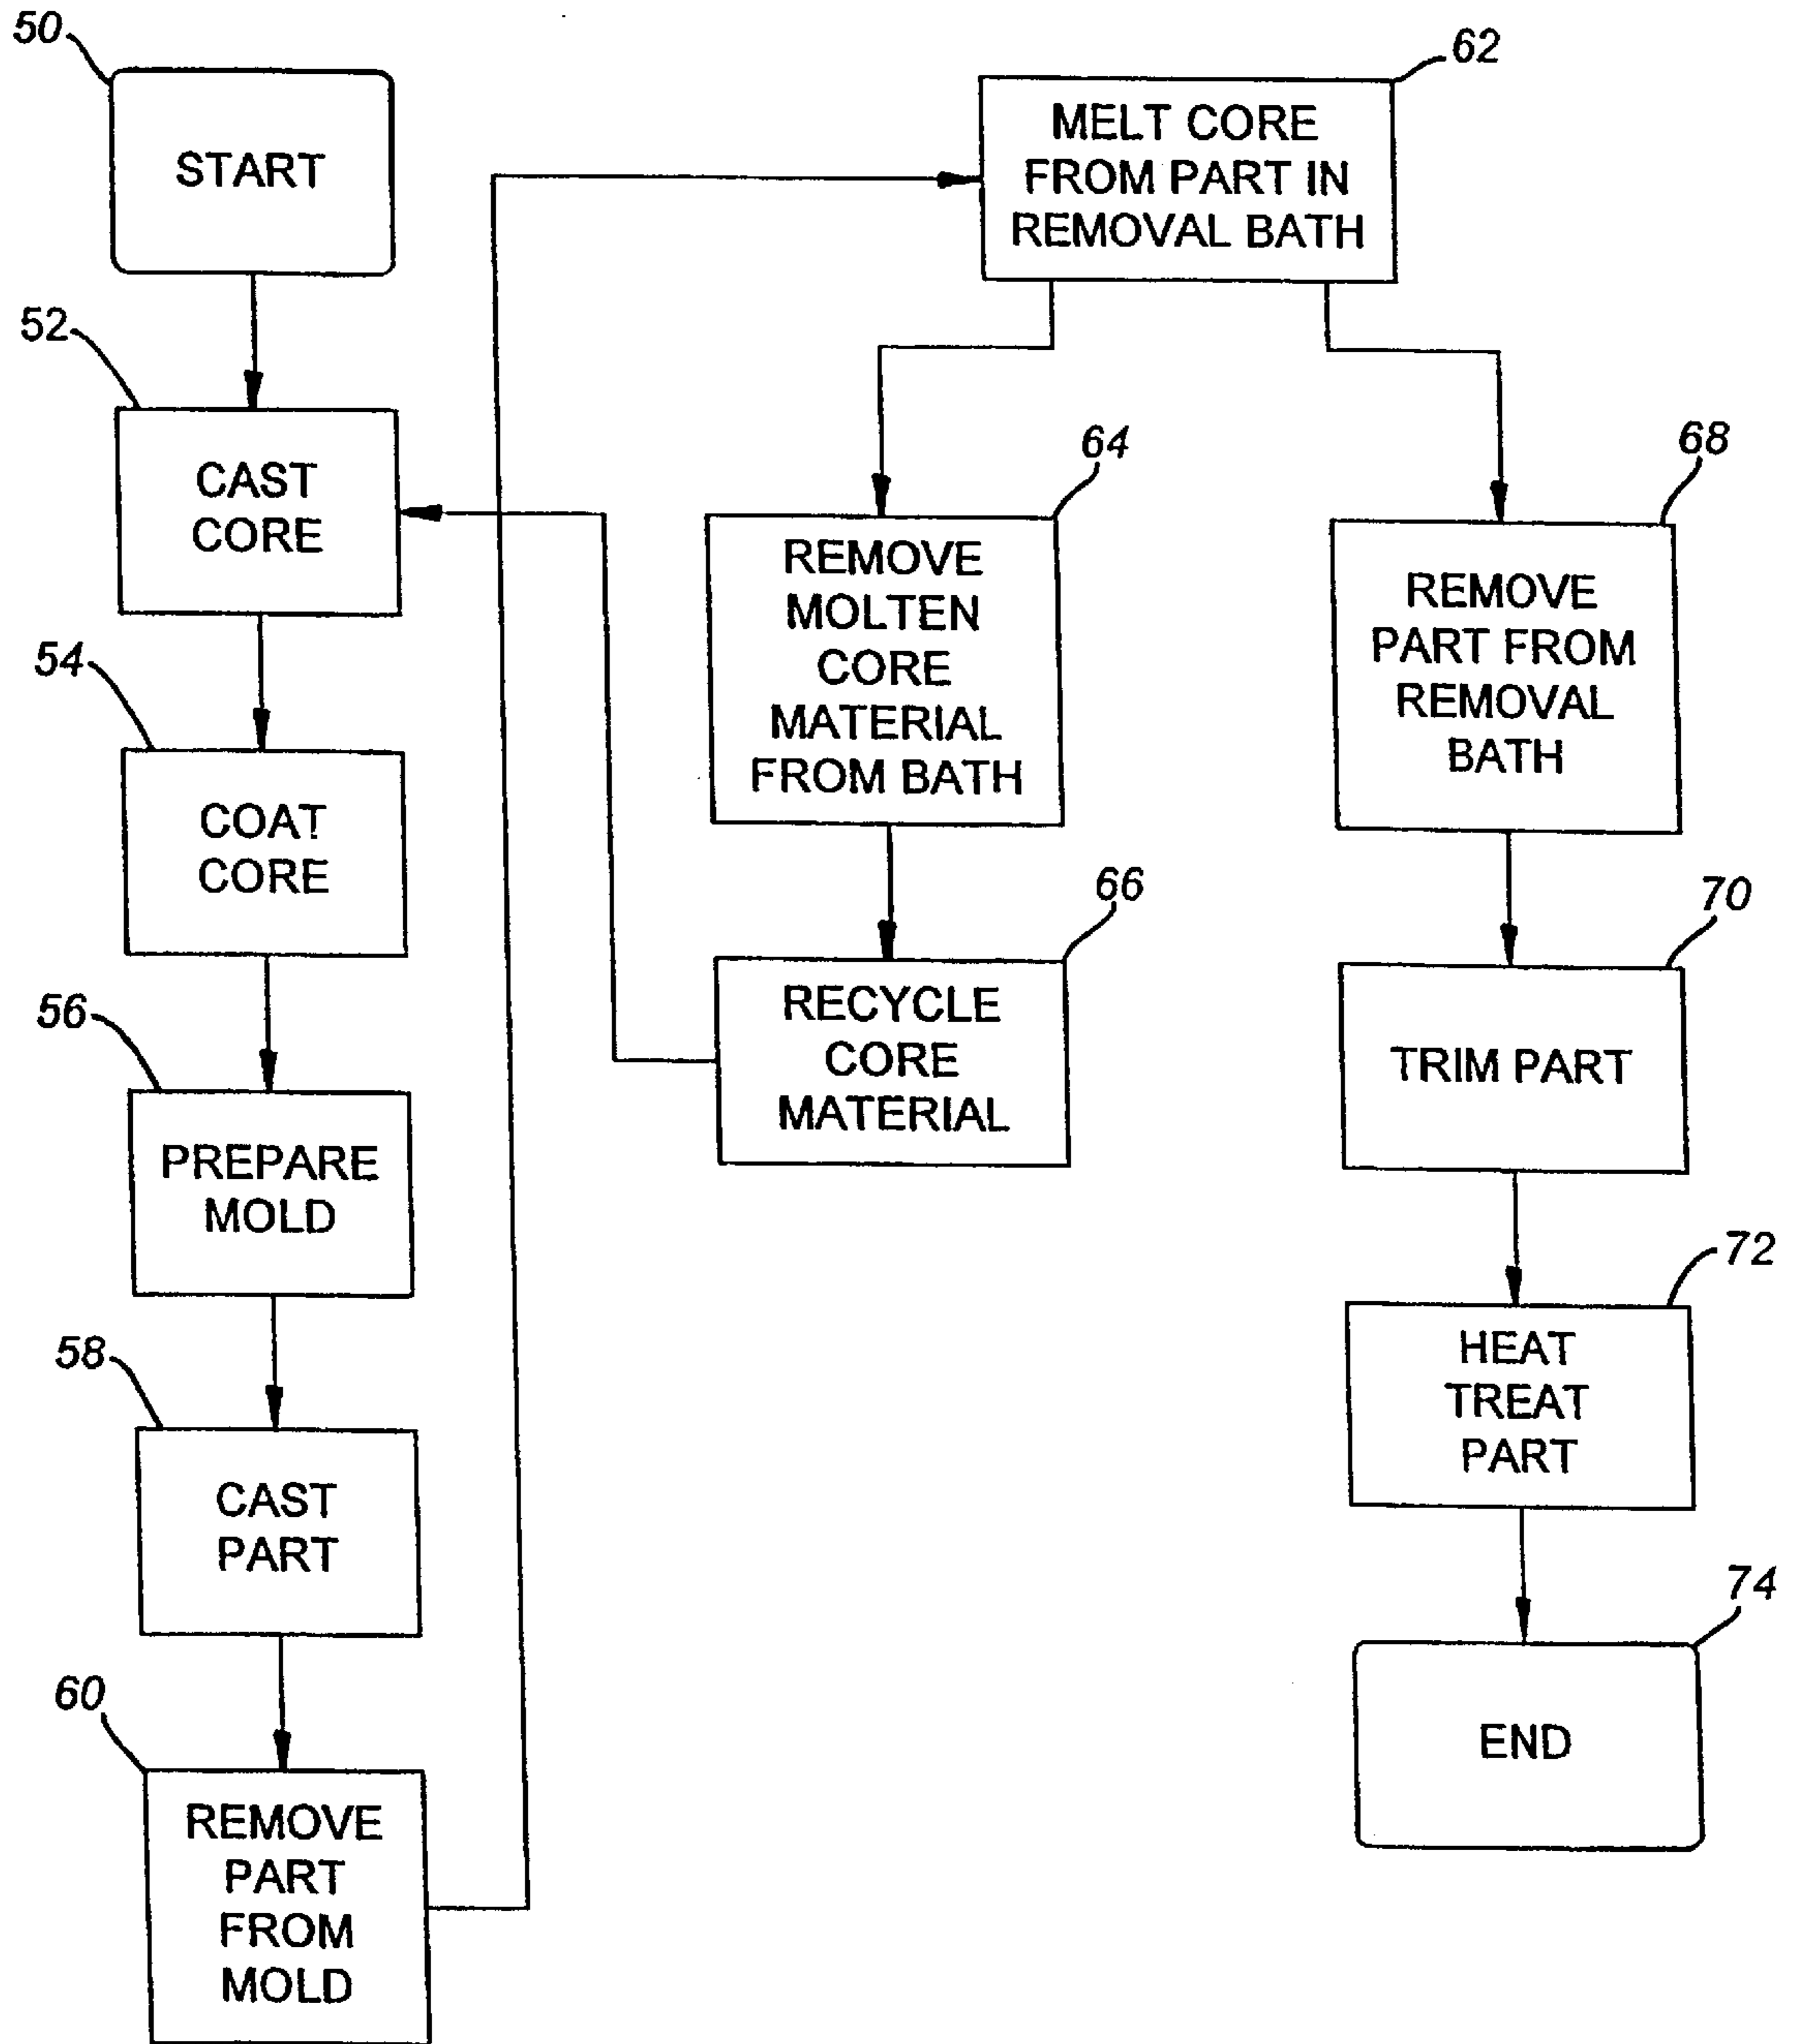 50
START
52
CAST
CORE
54
COAT
CORE
56
PREPARE
MOLD
58
CAST
PART
60
REMOVE
PART
FROM
MOLD
62
MELT CORE
FROM PART IN
REMOVAL BATH
64
REMOVE
MOLTEN
CORE
MATERIAL
FROM BATH
66
RECYCLE
CORE
MATERIAL
68
REMOVE
PART FROM
REMOVAL
BATH
70
TRIM PART
72
HEAT
TREAT
PART
74
END